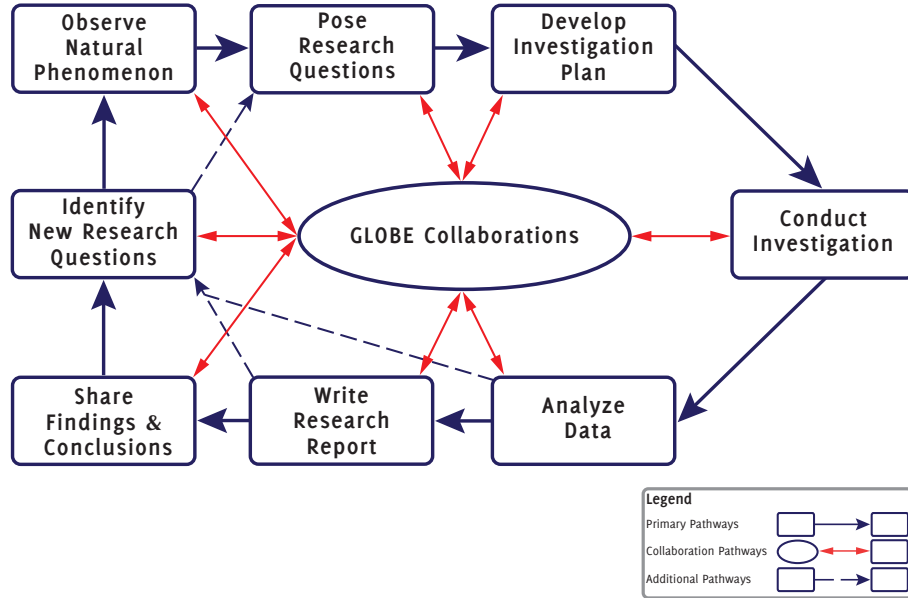 Observe
Natural
Phenomenon
Pose
Research
Questions
Develop
Investigation
Plan
Identify
New Research
Questions
GLOBE Collaborations
Conduct
Investigation
Share
Findings &
Conclusions
Write
Research
Report
Analyze
Data
Legend
Primary Pathways
Collaboration Pathways
Additional Pathways